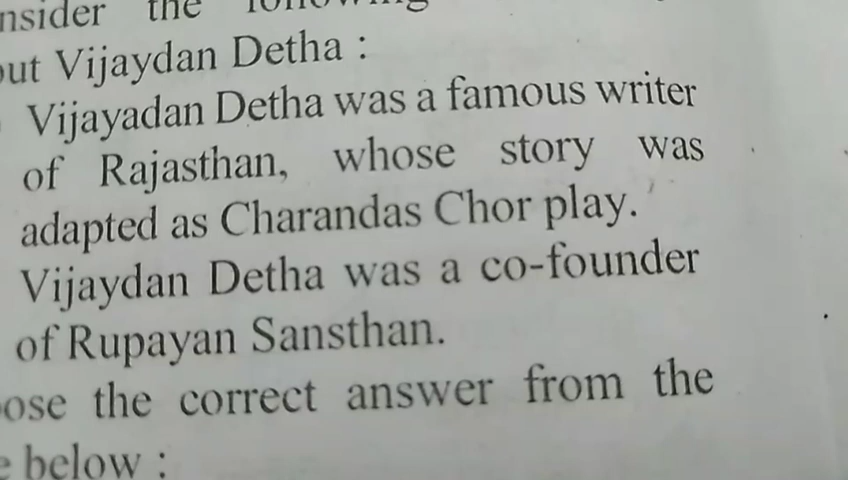 nsider the following
out Vijaydan Detha :
Vijayadan Detha was a famous writer
of Rajasthan, whose story was
adapted as Charandas Chor play.
Vijaydan Detha was a co-founder
of Rupayan Sansthan.
ose the correct answer from the
e below :